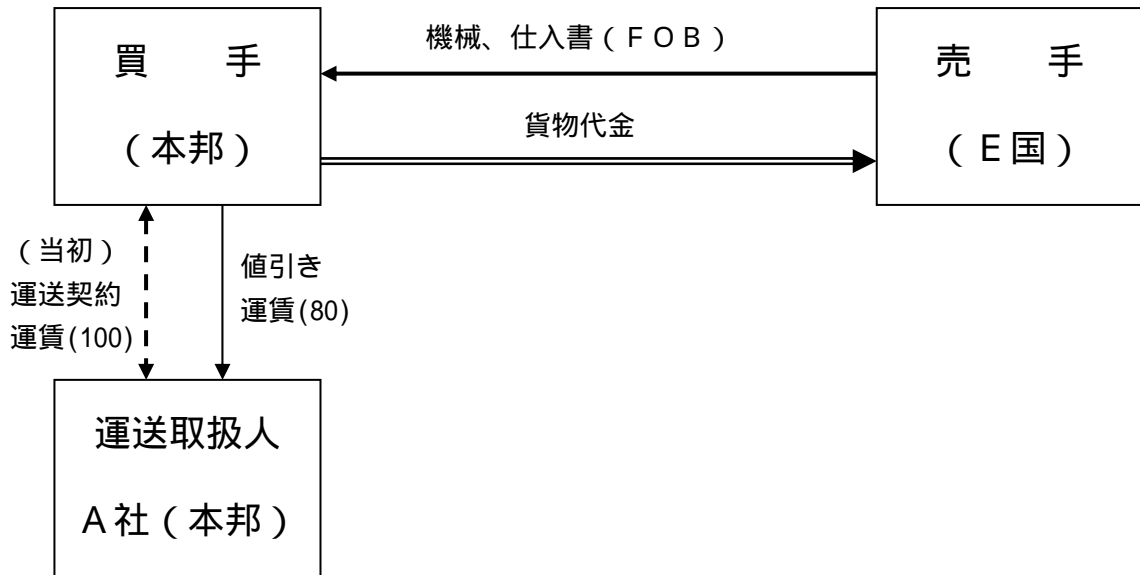 機械、仕入書(FOB)
買　　手
(本邦)
売　　手
(E国)
貨物代金
(当初)
運送契約
運賃(100)
値引き
運賃(80)
運送取扱人
A社(本邦)